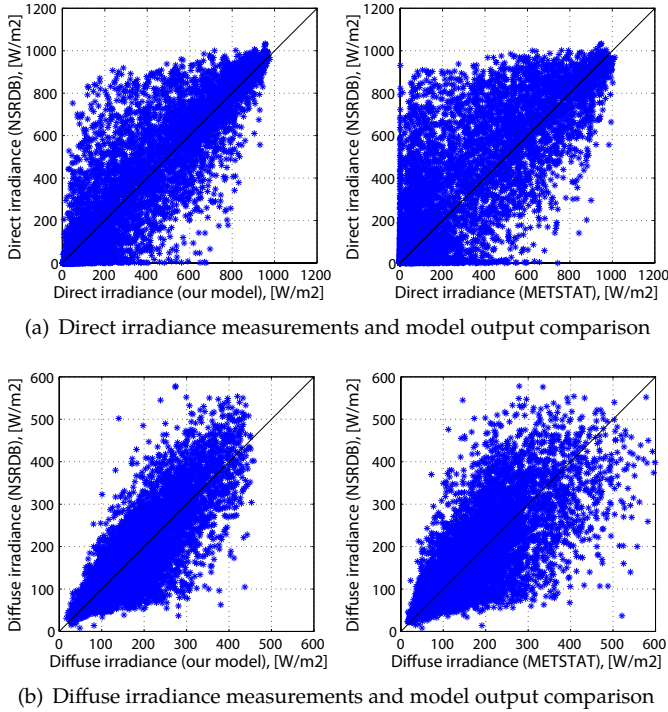 1200
1000
800
600
400
200
0
Direct irradiance (NSRDB), [W/m2]
0 200 400 600 800 1000 1200
Direct irradiance (our model), [W/m2]
1200
1000
800
600
400
200
0
Direct irradiance (NSRDB), [W/m2]
0 200 400 600 800 1000 1200
Direct irradiance (METSTAT), [W/m2]
(a) Direct irradiance measurements and model output comparison
600
500
400
300
200
100
0
Diffuse irradiance (NSRDB), [W/m2]
0 100 200 300 400 500 600
Diffuse irradiance (our model), [W/m2]
600
500
400
300
200
100
0
Diffuse irradiance (NSRDB), [W/m2]
0 100 200 300 400 500 600
Diffuse irradiance (METSTAT), [W/m2]
(b) Diffuse irradiance measurements and model output comparison